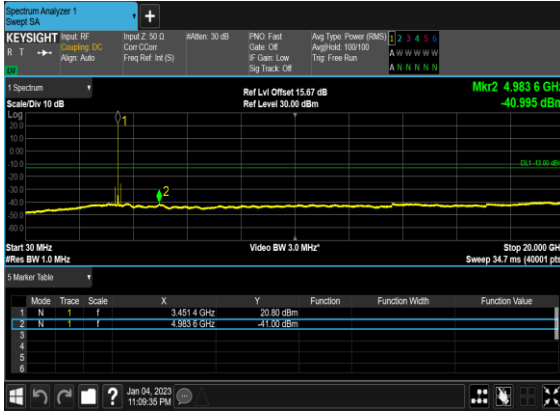 Spectrum Analyzer 1
Swept SA
+
KEYSIGHT Input: RF Input Z: 50 Ω #Atten: 30 dB PNO: Fast Avg Type: Power (RMS) 1 2 3 4 5 6
R T Coupling: DC Corr CCorr Gate: Off Avg|Hold: 100/100 A W W W W W
Align: Auto Freq Ref: Int (S) IF Gain: Low Trig: Free Run
Sig Track: Off A N N N N N
1 Spectrum
Scale/Div 10 dB
Ref Lvl Offset 15.67 dB
Ref Level 30.00 dBm
Mkr2 4.983 6 GHz
-40.995 dBm
Log
20.0
10.0
0.00
-10.0
-20.0
-30.0
-40.0
-50.0
-60.0
1
2
DL1 -13.00 dBm
Start 30 MHz Video BW 3.0 MHz* Stop 20.000 GHz
#Res BW 1.0 MHz Sweep 34.7 ms (40001 pts)
5 Marker Table
Mode Trace Scale X Y Function Function Width Function Value
1 N 1 f 3.451 4 GHz 20.80 dBm
2 N 1 f 4.983 6 GHz -41.00 dBm
3
4
5
6
?
Jan 04, 2023
11:09:35 PM